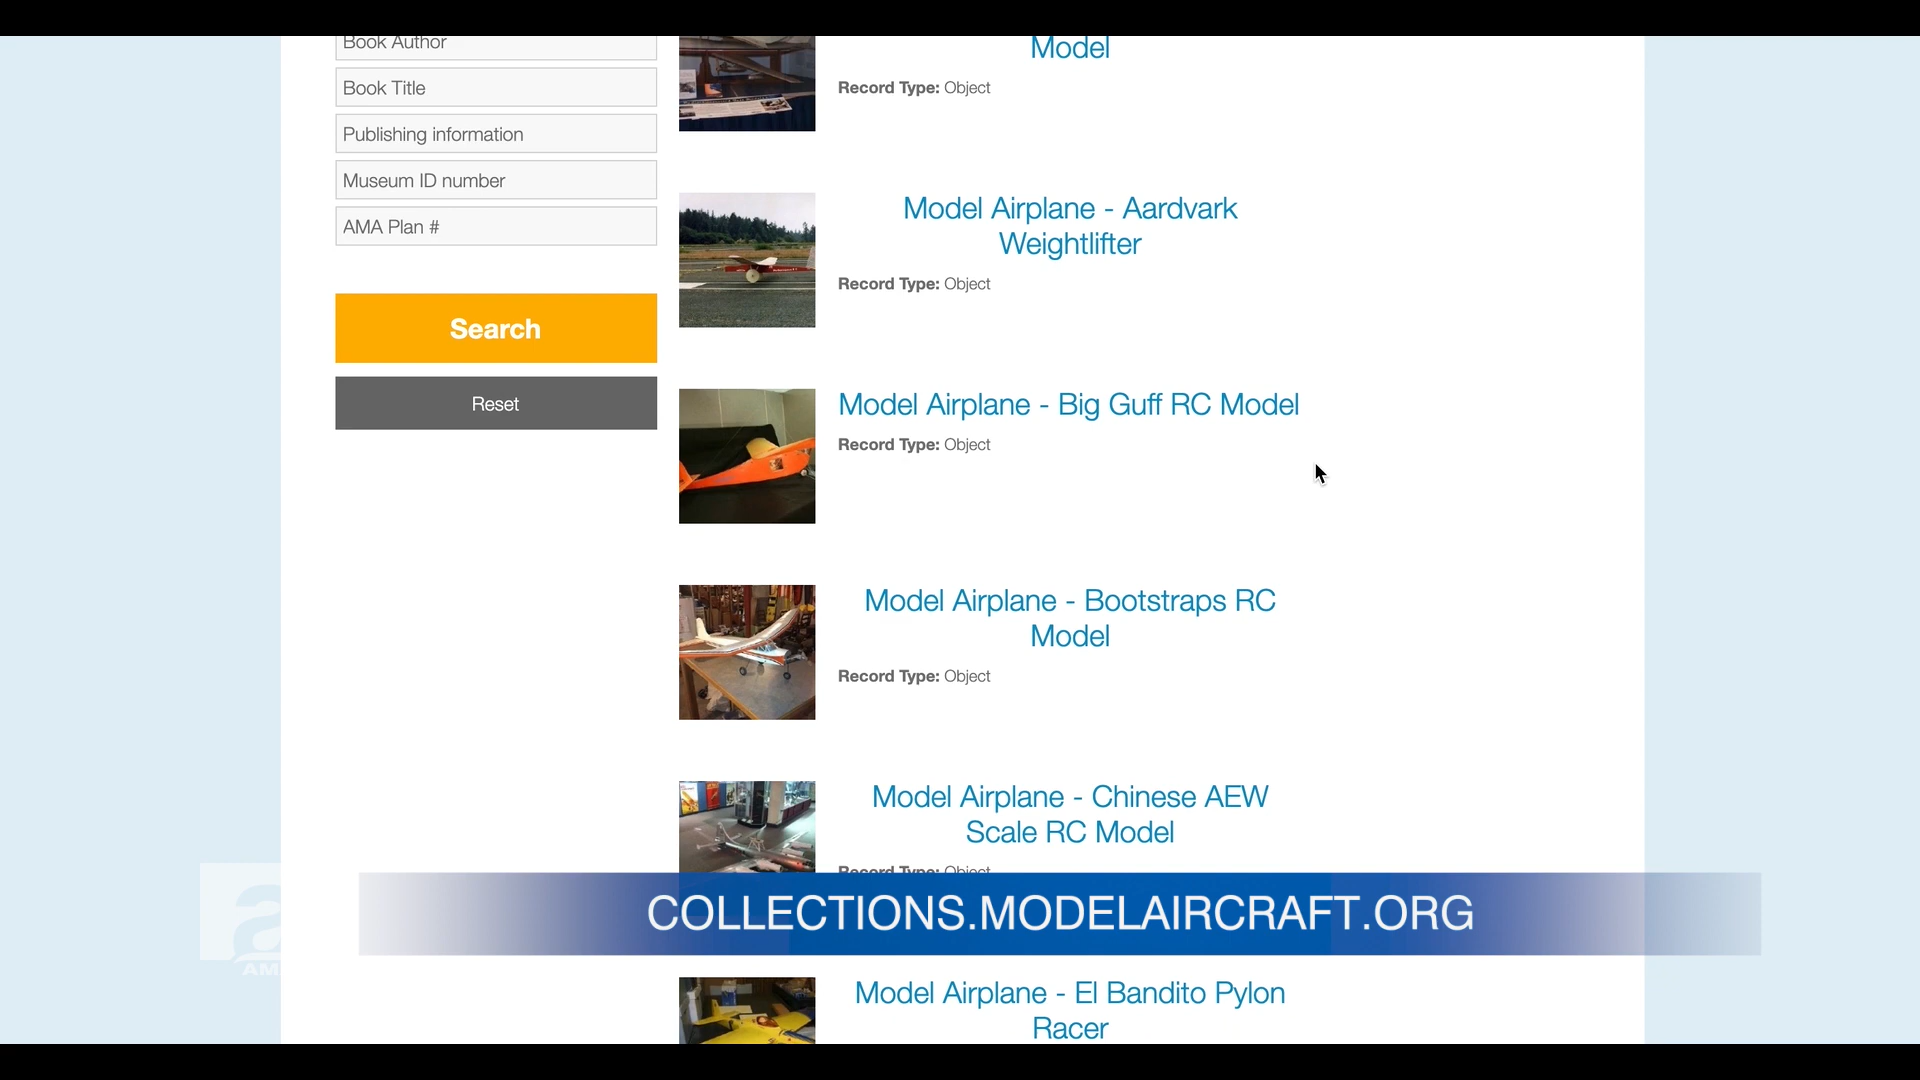 Book Author
Book Title
Publishing information
Museum ID number
AMA Plan #
Search
Reset
Model
Record Type: Object
Model Airplane - Aardvark
Weightlifter
Record Type: Object
Model Airplane - Big Guff RC Model
Record Type: Object
Model Airplane - Bootstraps RC
Model
Record Type: Object
Model Airplane - Chinese AEW
Scale RC Model
Record Type: Object
COLLECTIONS.MODELAIRCRAFT.ORG
Model Airplane - El Bandito Pylon
Racer